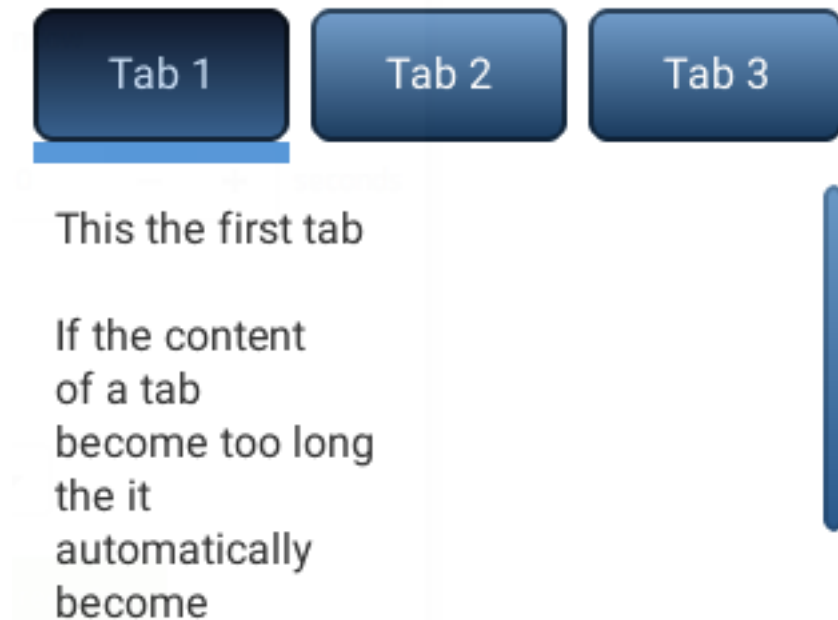 Tab 1 Tab 2 Tab 3
This the first tab
If the content
of a tab
become too long
the it
automatically
become